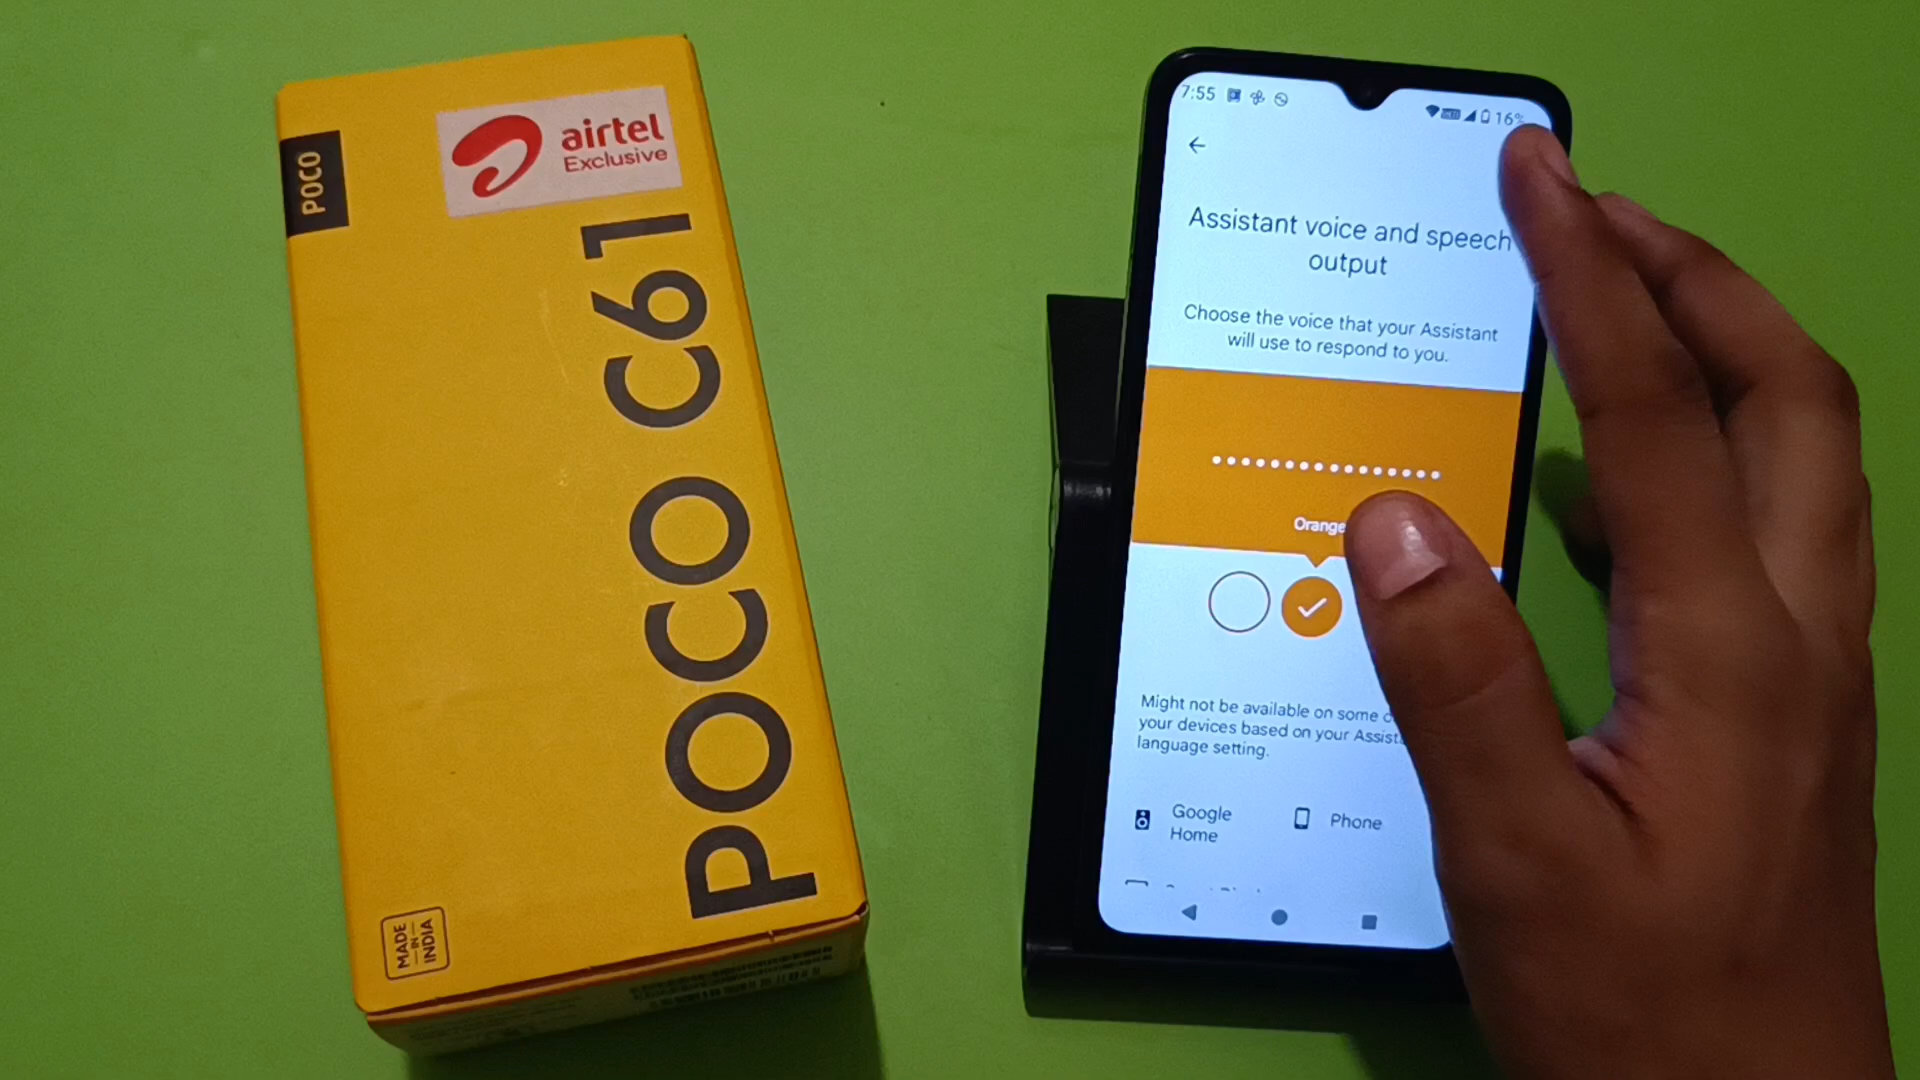 POCO
airtel
Exclusive
POCO C61
MADE
IN
INDIA
7:55
16%
Assistant voice and speech
output
Choose the voice that your Assistant
will use to respond to you.
Orange
Might not be available on some
your devices based on your
language setting.
Google
Home
Phone